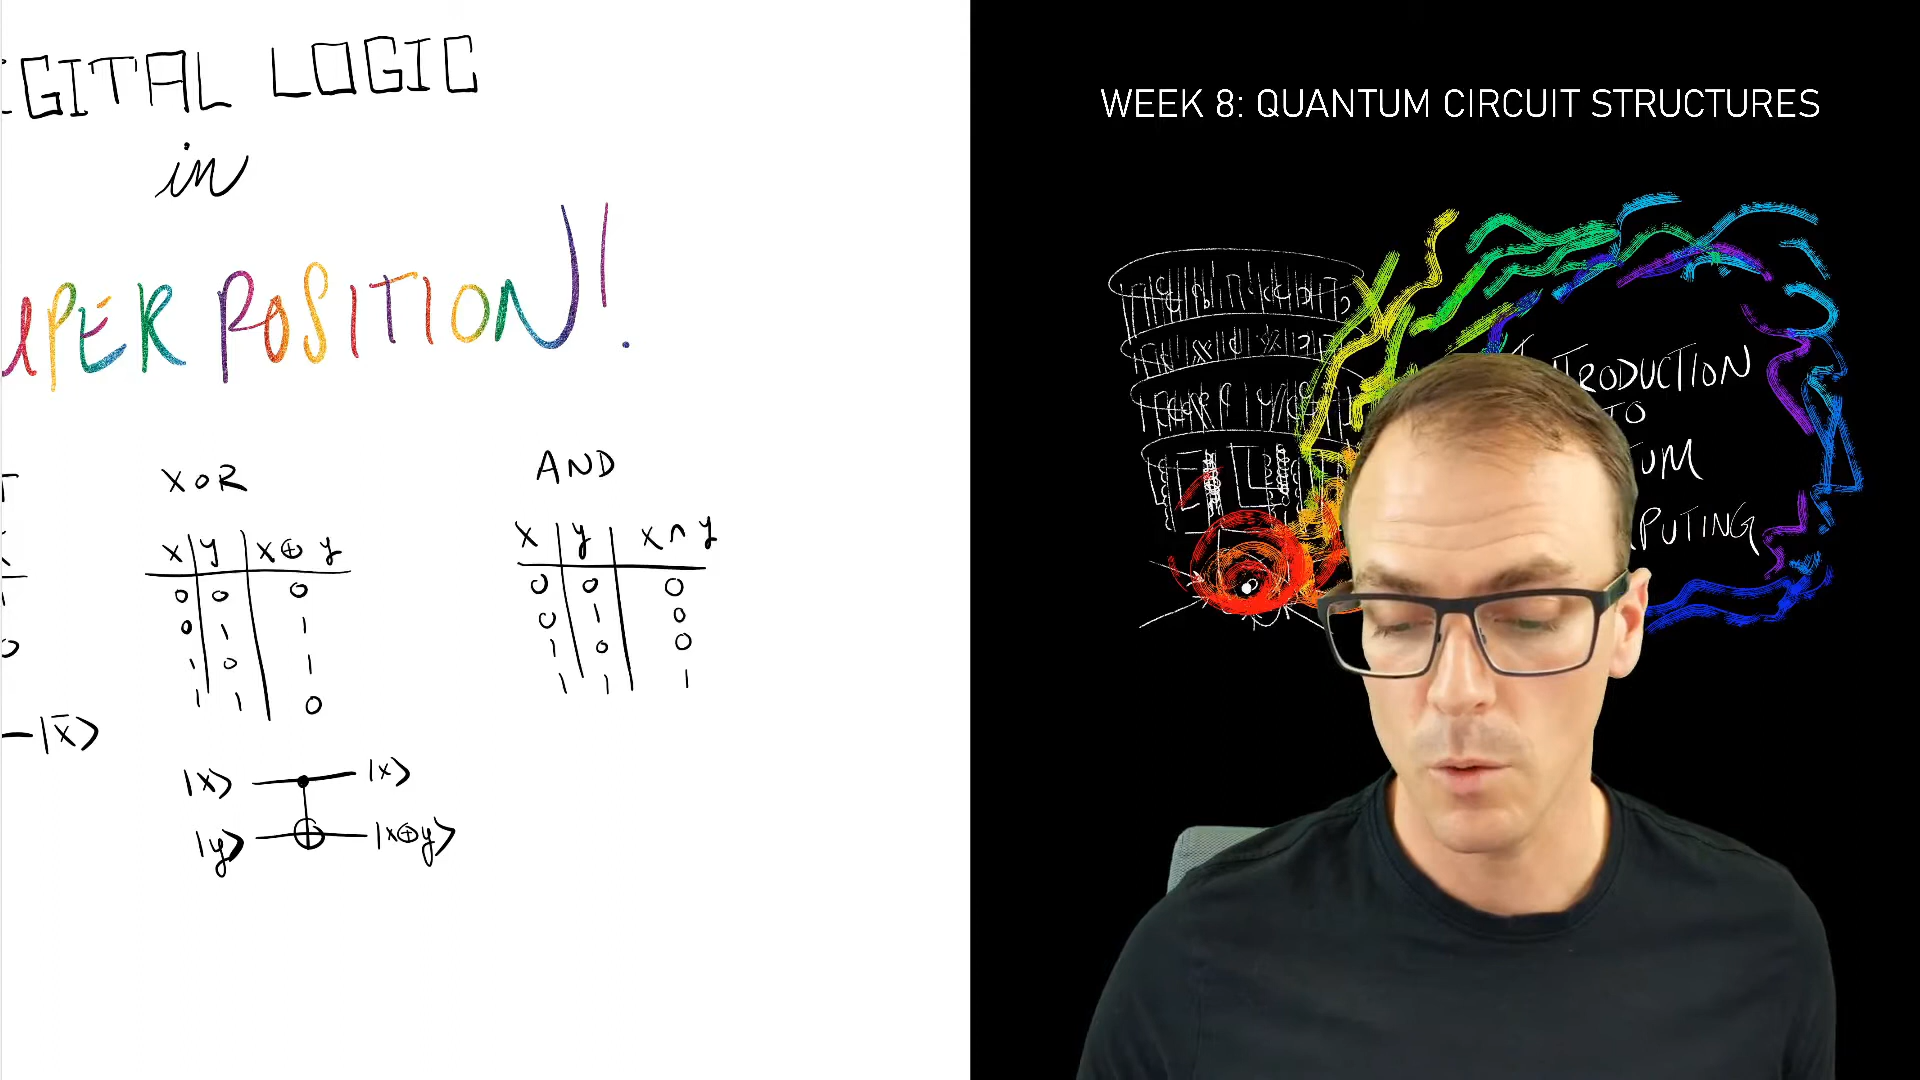 IGITAL LOGIC
in
UPER POSITION!
XOR
x y x⊕y
0 0 0
0 1 1
1 0 1
1 1 0
|x̄⟩
|x⟩ |x⟩
|y⟩ |x⊕y⟩
AND
x y x∧y
0 0 0
0 1 0
1 0 0
1 1 1
WEEK 8: QUANTUM CIRCUIT STRUCTURES
TRODUCTION
TO
UM
PUTING